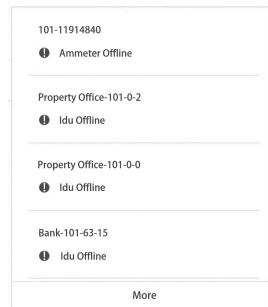 101-11914840
Ammeter Offline
Property Office-101-0-2
Idu Offline
Property Office-101-0-0
Idu Offline
Bank-101-63-15
Idu Offline
More